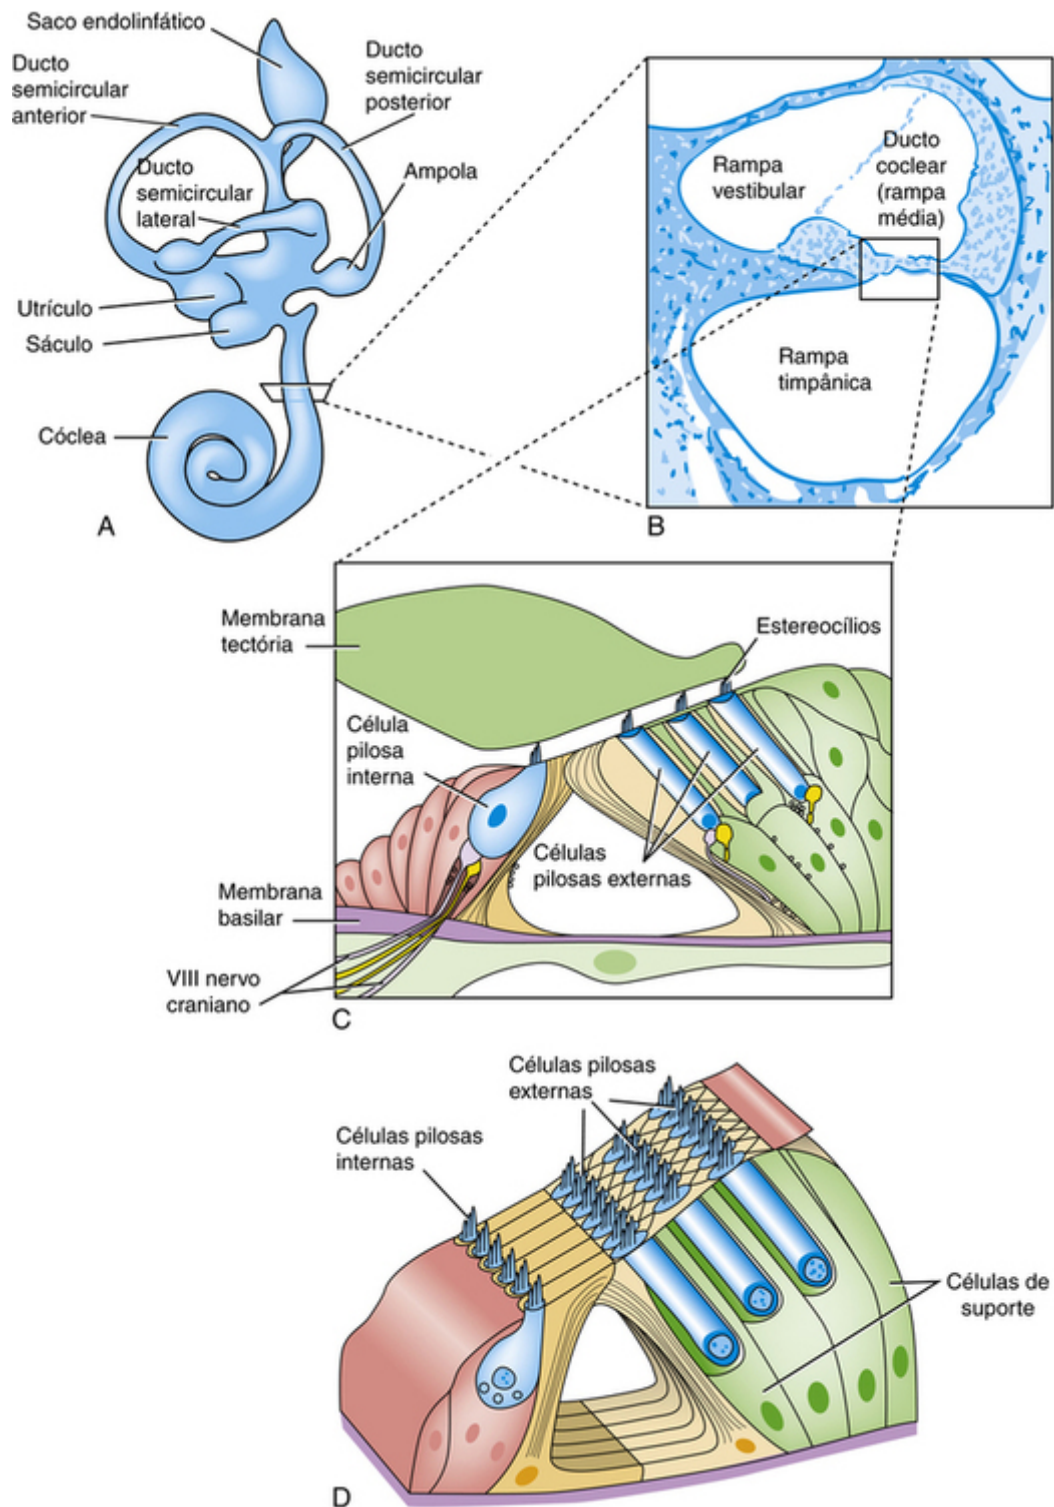 Saco endolinfático
Ducto
semicircular
anterior
Ducto
semicircular
posterior
Ducto
semicircular
lateral
Ampola
Utrículo
Sáculo
Cóclea
A
Rampa
vestibular
Ducto
coclear
(rampa
média)
Rampa
timpânica
B
Membrana
tectória
Estereocílios
Célula
pilosa
interna
Células
pilosas externas
Membrana
basilar
VIII nervo
craniano
C
Células pilosas
externas
Células pilosas
internas
Células de
suporte
D